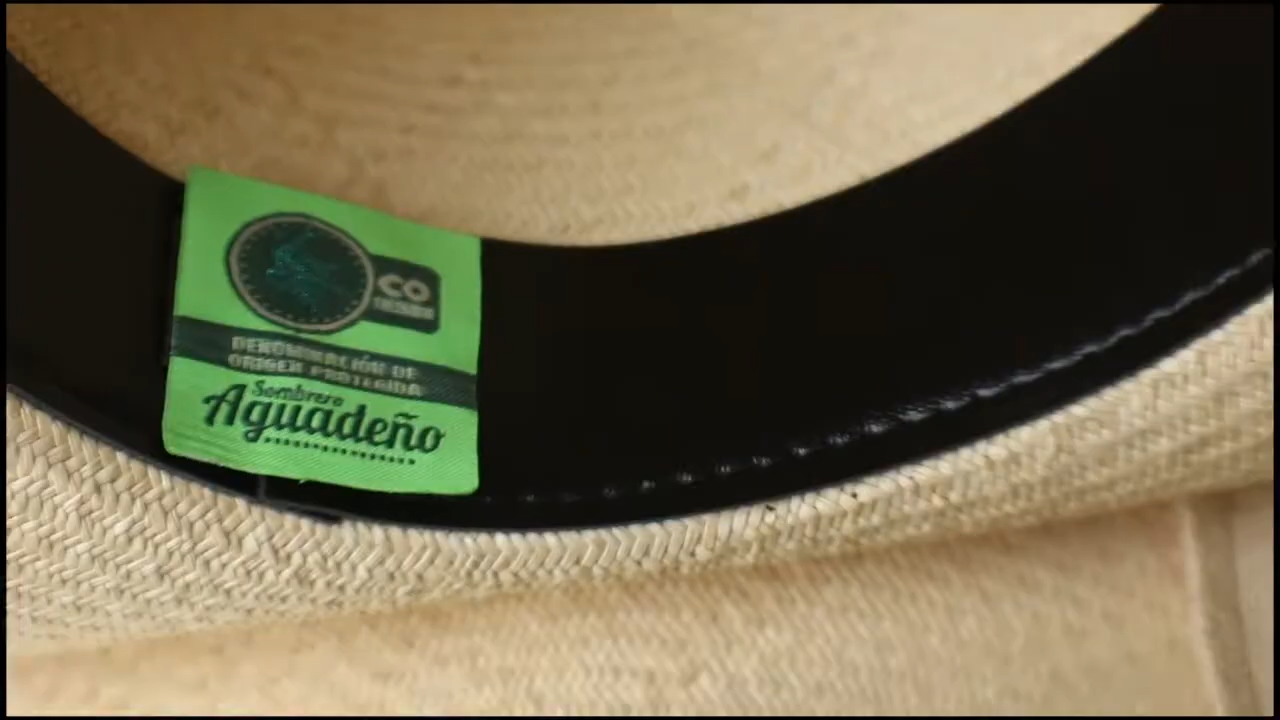 CO
DENOMINACIÓN DE
ORIGEN PROTEGIDA
Sombrero
Aguadeño